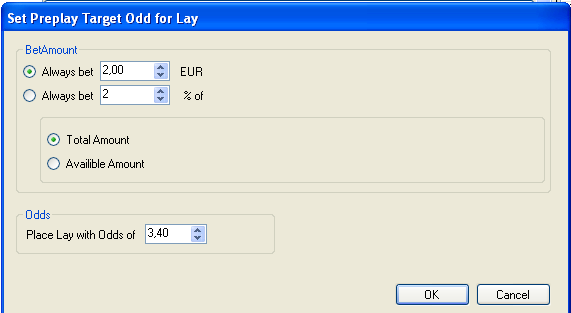 Set Preplay Target Odd for Lay
BetAmount
Always bet 2,00 EUR
Always bet 2 % of
Total Amount
Availible Amount
Odds
Place Lay with Odds of 3,40
OK Cancel